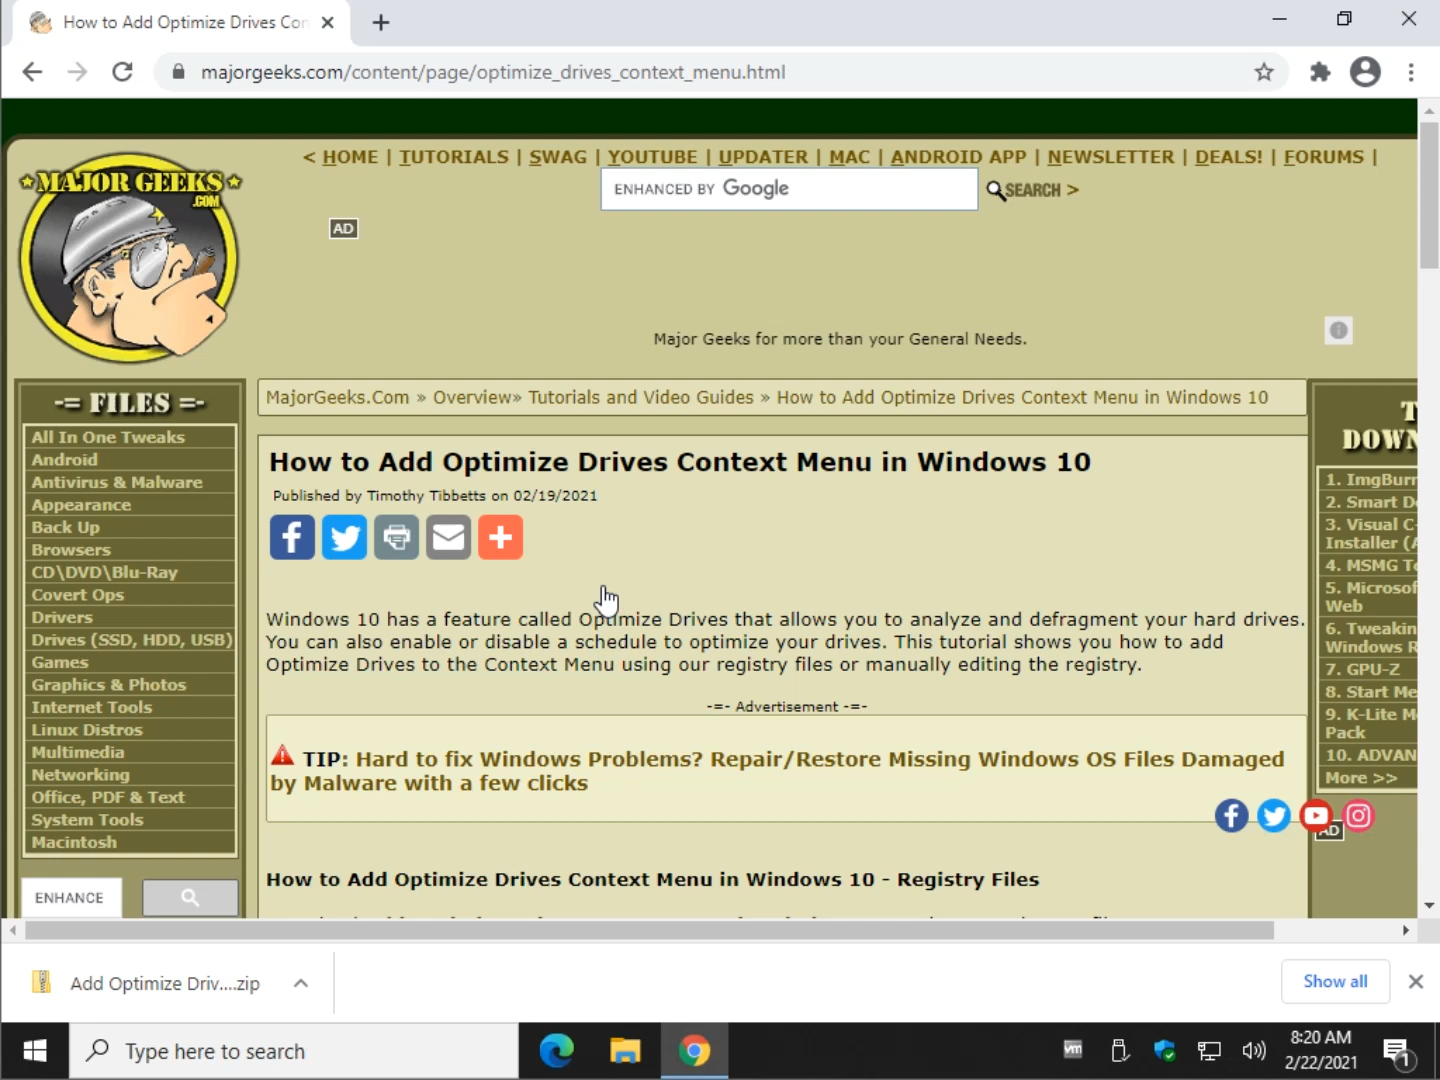 How to Add Optimize Drives Con
majorgeeks.com/content/page/optimize_drives_context_menu.html
MAJOR GEEKS
.COM
< HOME | TUTORIALS | SWAG | YOUTUBE | UPDATER | MAC | ANDROID APP | NEWSLETTER | DEALS! | FORUMS |
ENHANCED BY Google
SEARCH >
AD
Major Geeks for more than your General Needs.
-= FILES =-
All In One Tweaks
Android
Antivirus & Malware
Appearance
Back Up
Browsers
CD\DVD\Blu-Ray
Covert Ops
Drivers
Drives (SSD, HDD, USB)
Games
Graphics & Photos
Internet Tools
Linux Distros
Multimedia
Networking
Office, PDF & Text
System Tools
Macintosh
ENHANCE
MajorGeeks.Com » Overview» Tutorials and Video Guides » How to Add Optimize Drives Context Menu in Windows 10
How to Add Optimize Drives Context Menu in Windows 10
Published by Timothy Tibbetts on 02/19/2021
Windows 10 has a feature called Optimize Drives that allows you to analyze and defragment your hard drives.
You can also enable or disable a schedule to optimize your drives. This tutorial shows you how to add
Optimize Drives to the Context Menu using our registry files or manually editing the registry.
-=- Advertisement -=-
TIP: Hard to fix Windows Problems? Repair/Restore Missing Windows OS Files Damaged
by Malware with a few clicks
How to Add Optimize Drives Context Menu in Windows 10 - Registry Files
T
DOWN
1. ImgBurn
2. Smart De
3. Visual C-
Installer (A
4. MSMG To
5. Microsof
Web
6. Tweakin
Windows R
7. GPU-Z
8. Start Me
9. K-Lite M
Pack
10. ADVAN
More >>
AD
Add Optimize Driv....zip
Show all
Type here to search
vm
8:20 AM
2/22/2021
1